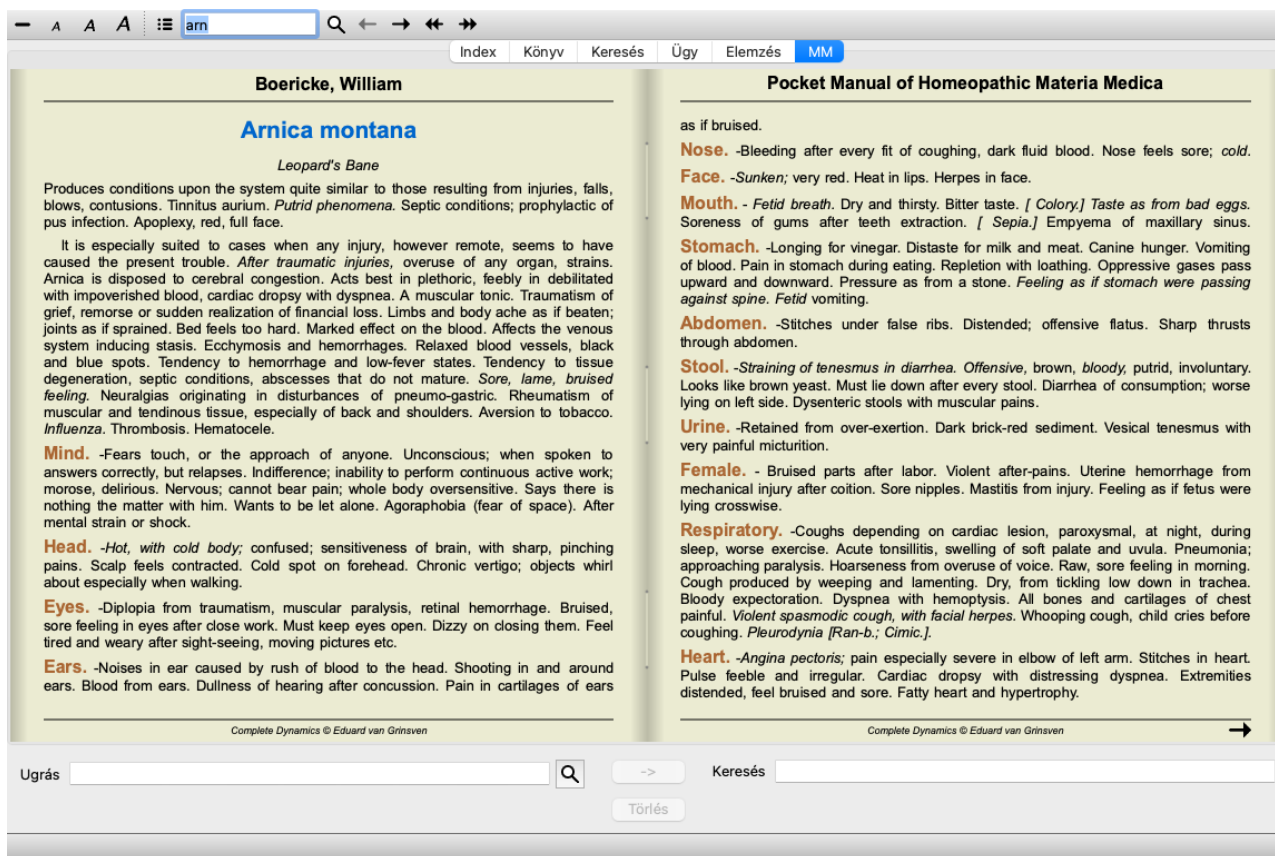 A A A arn
Index Könyv Keresés Ügy Elemzés MM
Boericke, William
Arnica montana
Leopard's Bane
Produces conditions upon the system quite similar to those resulting from injuries, falls,
blows, contusions. Tinnitus aurium. Putrid phenomena. Septic conditions; prophylactic of
pus infection. Apoplexy, red, full face.
It is especially suited to cases when any injury, however remote, seems to have
caused the present trouble. After traumatic injuries, overuse of any organ, strains.
Arnica is disposed to cerebral congestion. Acts best in plethoric, feebly in debilitated
with impoverished blood, cardiac dropsy with dyspnea. A muscular tonic. Traumatism of
grief, remorse or sudden realization of financial loss. Limbs and body ache as if beaten;
joints as if sprained. Bed feels too hard. Marked effect on the blood. Affects the venous
system inducing stasis. Ecchymosis and hemorrhages. Relaxed blood vessels, black
and blue spots. Tendency to hemorrhage and low-fever states. Tendency to tissue
degeneration, septic conditions, abscesses that do not mature. Sore, lame, bruised
feeling. Neuralgias originating in disturbances of pneumo-gastric. Rheumatism of
muscular and tendinous tissue, especially of back and shoulders. Aversion to tobacco.
Influenza. Thrombosis. Hematocele.
Mind. -Fears touch, or the approach of anyone. Unconscious; when spoken to
answers correctly, but relapses. Indifference; inability to perform continuous active work;
morose, delirious. Nervous; cannot bear pain; whole body oversensitive. Says there is
nothing the matter with him. Wants to be let alone. Agoraphobia (fear of space). After
mental strain or shock.
Head. -Hot, with cold body; confused; sensitiveness of brain, with sharp, pinching
pains. Scalp feels contracted. Cold spot on forehead. Chronic vertigo; objects whirl
about especially when walking.
Eyes. -Diplopia from traumatism, muscular paralysis, retinal hemorrhage. Bruised,
sore feeling in eyes after close work. Must keep eyes open. Dizzy on closing them. Feel
tired and weary after sight-seeing, moving pictures etc.
Ears. -Noises in ear caused by rush of blood to the head. Shooting in and around
ears. Blood from ears. Dullness of hearing after concussion. Pain in cartilages of ears
Complete Dynamics © Eduard van Grinsven
Pocket Manual of Homeopathic Materia Medica
as if bruised.
Nose. -Bleeding after every fit of coughing, dark fluid blood. Nose feels sore; cold.
Face. -Sunken; very red. Heat in lips. Herpes in face.
Mouth. - Fetid breath. Dry and thirsty. Bitter taste. [ Colory.] Taste as from bad eggs.
Soreness of gums after teeth extraction. [ Sepia.] Empyema of maxillary sinus.
Stomach. -Longing for vinegar. Distaste for milk and meat. Canine hunger. Vomiting
of blood. Pain in stomach during eating. Repletion with loathing. Oppressive gases pass
upward and downward. Pressure as from a stone. Feeling as if stomach were passing
against spine. Fetid vomiting.
Abdomen. -Stitches under false ribs. Distended; offensive flatus. Sharp thrusts
through abdomen.
Stool. -Straining of tenesmus in diarrhea. Offensive, brown, bloody, putrid, involuntary.
Looks like brown yeast. Must lie down after every stool. Diarrhea of consumption; worse
lying on left side. Dysenteric stools with muscular pains.
Urine. -Retained from over-exertion. Dark brick-red sediment. Vesical tenesmus with
very painful micturition.
Female. - Bruised parts after labor. Violent after-pains. Uterine hemorrhage from
mechanical injury after coition. Sore nipples. Mastitis from injury. Feeling as if fetus were
lying crosswise.
Respiratory. -Coughs depending on cardiac lesion, paroxysmal, at night, during
sleep, worse exercise. Acute tonsillitis, swelling of soft palate and uvula. Pneumonia;
approaching paralysis. Hoarseness from overuse of voice. Raw, sore feeling in morning.
Cough produced by weeping and lamenting. Dry, from tickling low down in trachea.
Bloody expectoration. Dyspnea with hemoptysis. All bones and cartilages of chest
painful. Violent spasmodic cough, with facial herpes. Whooping cough, child cries before
coughing. Pleurodynia [Ran-b.; Cimic.].
Heart. -Angina pectoris; pain especially severe in elbow of left arm. Stitches in heart.
Pulse feeble and irregular. Cardiac dropsy with distressing dyspnea. Extremities
distended, feel bruised and sore. Fatty heart and hypertrophy.
Complete Dynamics © Eduard van Grinsven
Ugrás -> Keresés
Törlés